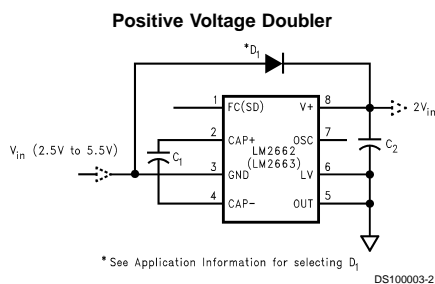 Positive Voltage Doubler
*D1
1 FC(SD) V+ 8 2Vin
2 CAP+ OSC 7
Vin (2.5V to 5.5V) C1 LM2662 C2
(LM2663)
3 GND LV 6
4 CAP- OUT 5
* See Application Information for selecting D1
DS100003-2